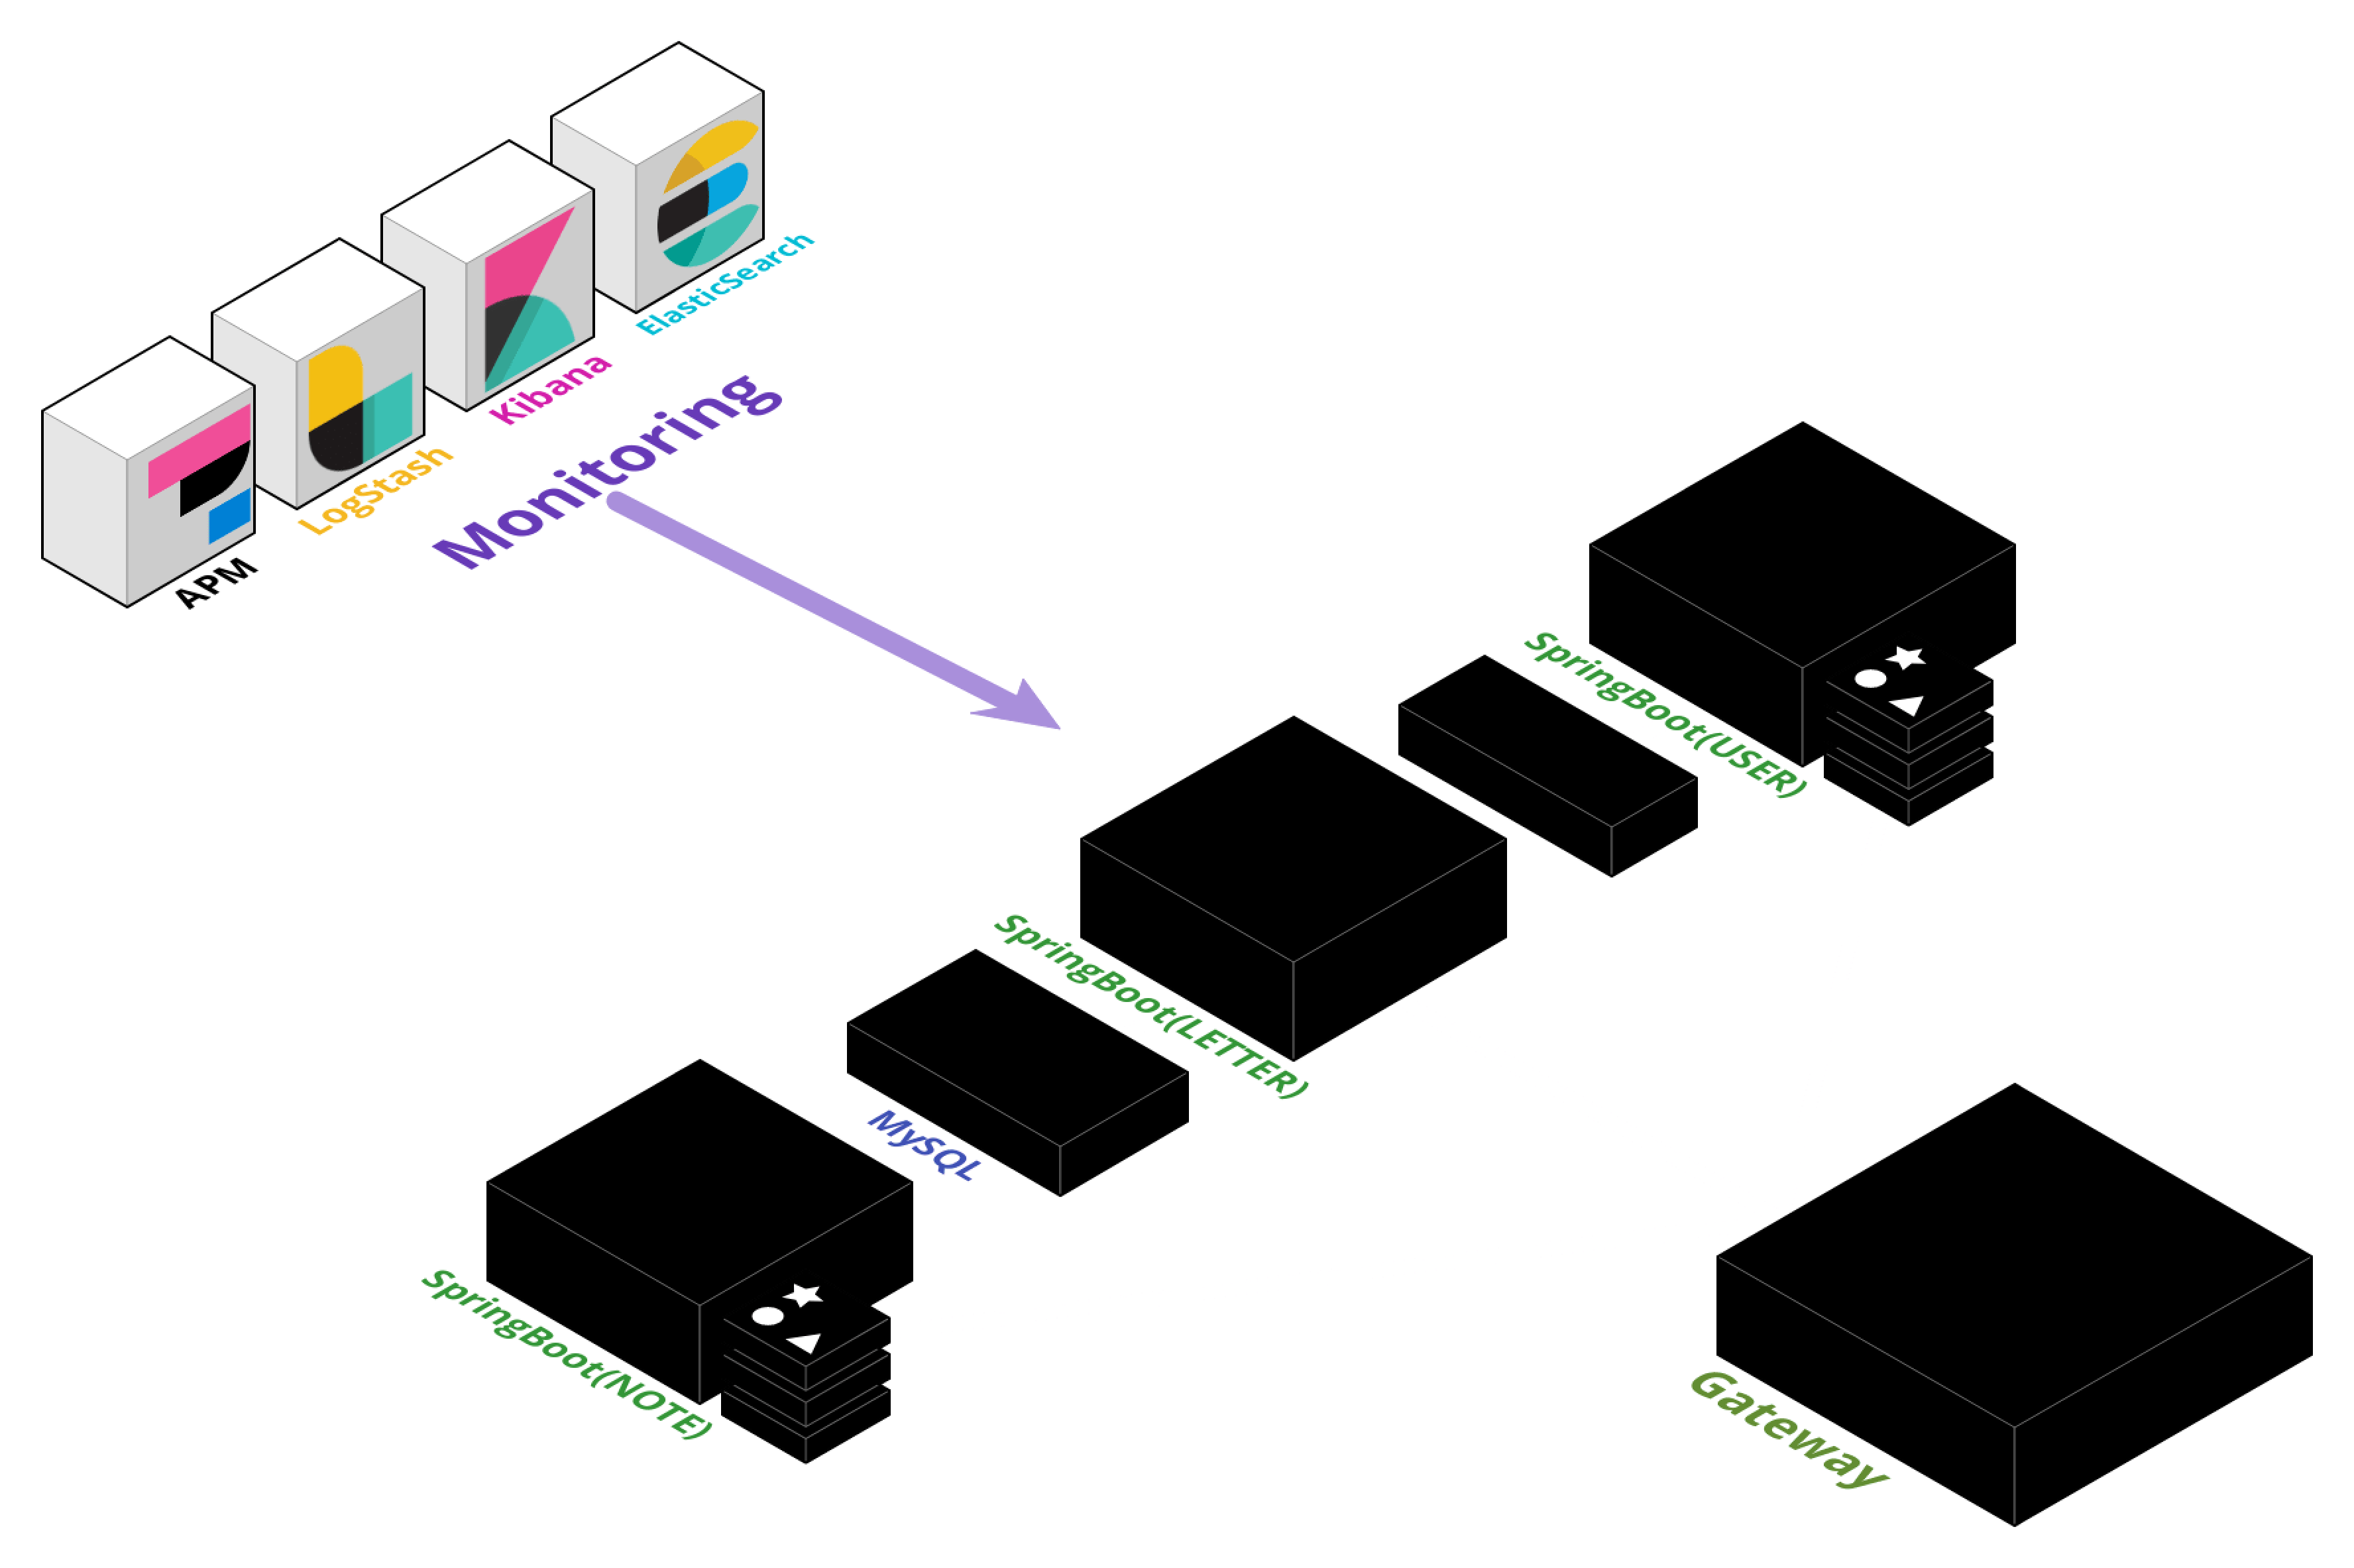 ElasticSearch
Kibana
LogStash
APM
Monitoring
SpringBoot(USER)
SpringBoot(LETTER)
MySQL
SpringBoot(NOTE)
Gateway